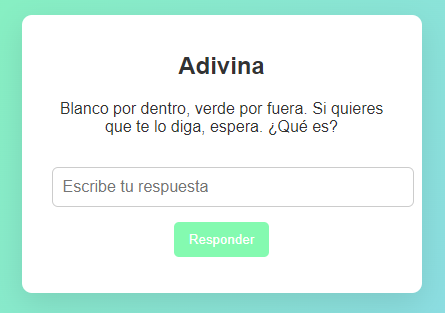 Adivina
Blanco por dentro, verde por fuera. Si quieres
que te lo diga, espera. ¿Qué es?
Escribe tu respuesta
Responder